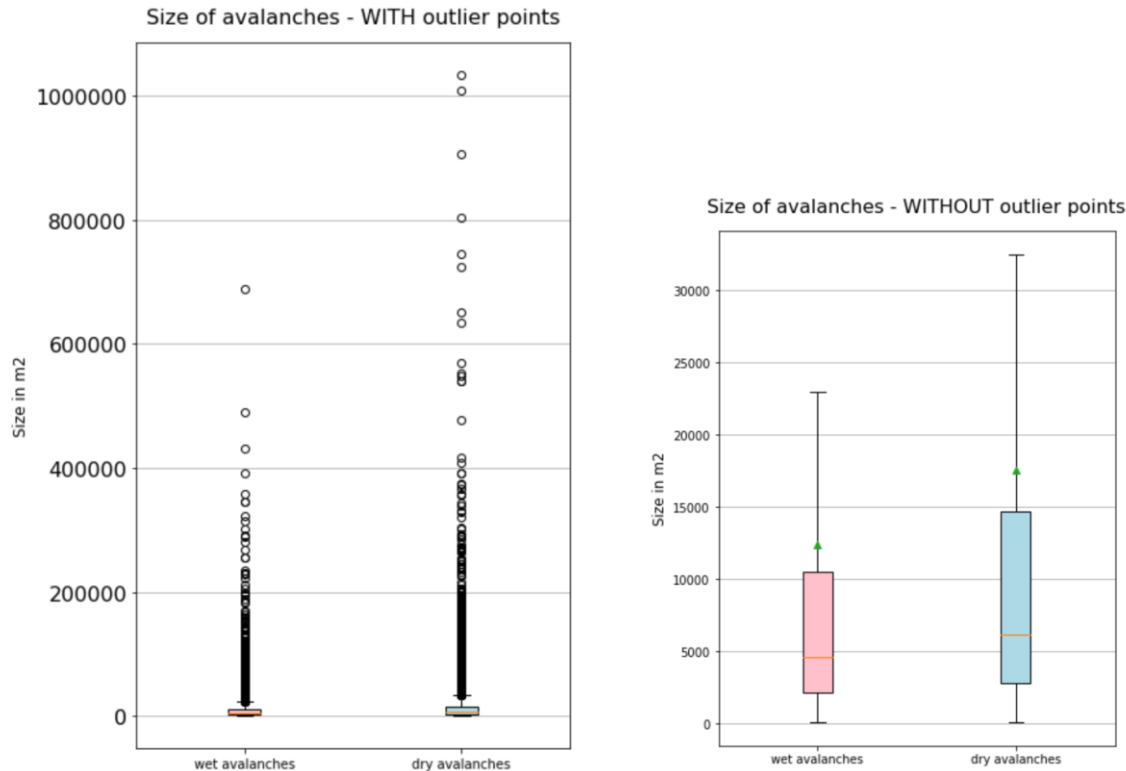 Size of avalanches - WITH outlier points
Size in m2
1000000
800000
600000
400000
200000
0
wet avalanches
dry avalanches
Size of avalanches - WITHOUT outlier points
Size in m2
30000
25000
20000
15000
10000
5000
0
wet avalanches
dry avalanches